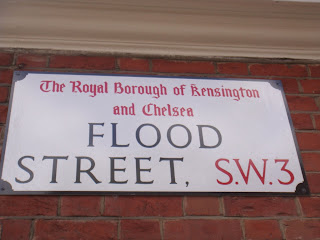 The Royal Borough of Kensington
and Chelsea
FLOOD
STREET, S.W.3